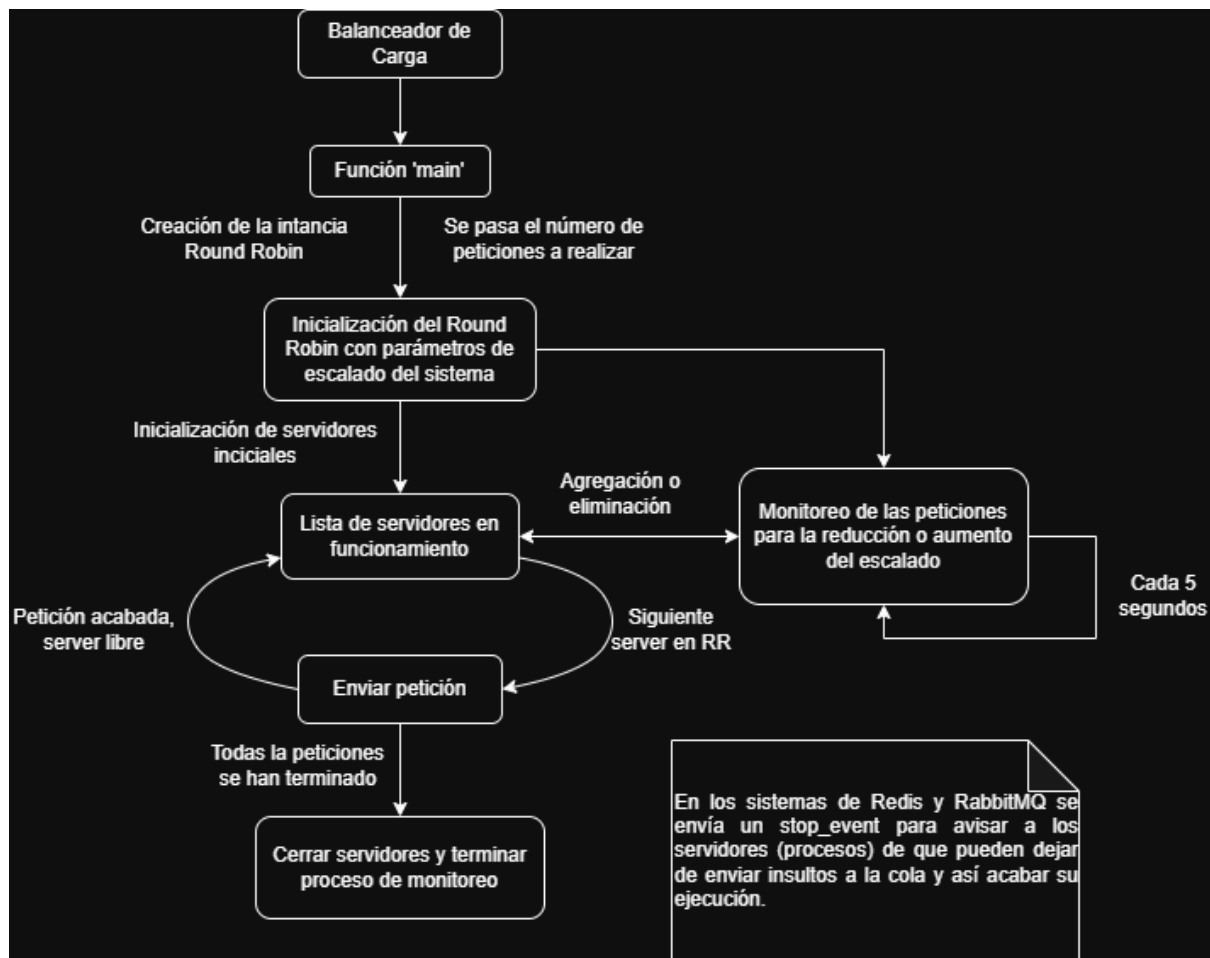 Balanceador de
Carga
Función 'main'
Creación de la intancia
Round Robin
Se pasa el número de
peticiones a realizar
Inicialización del Round
Robin con parámetros de
escalado del sistema
Inicialización de servidores
inciciales
Agregación o
eliminación
Lista de servidores en
funcionamiento
Monitoreo de las peticiones
para la reducción o aumento
del escalado
Cada 5
segundos
Petición acabada,
server libre
Siguiente
server en RR
Enviar petición
Todas la peticiones
se han terminado
Cerrar servidores y terminar
proceso de monitoreo
En los sistemas de Redis y RabbitMQ se
envía un stop_event para avisar a los
servidores (procesos) de que pueden dejar
de enviar insultos a la cola y así acabar su
ejecución.